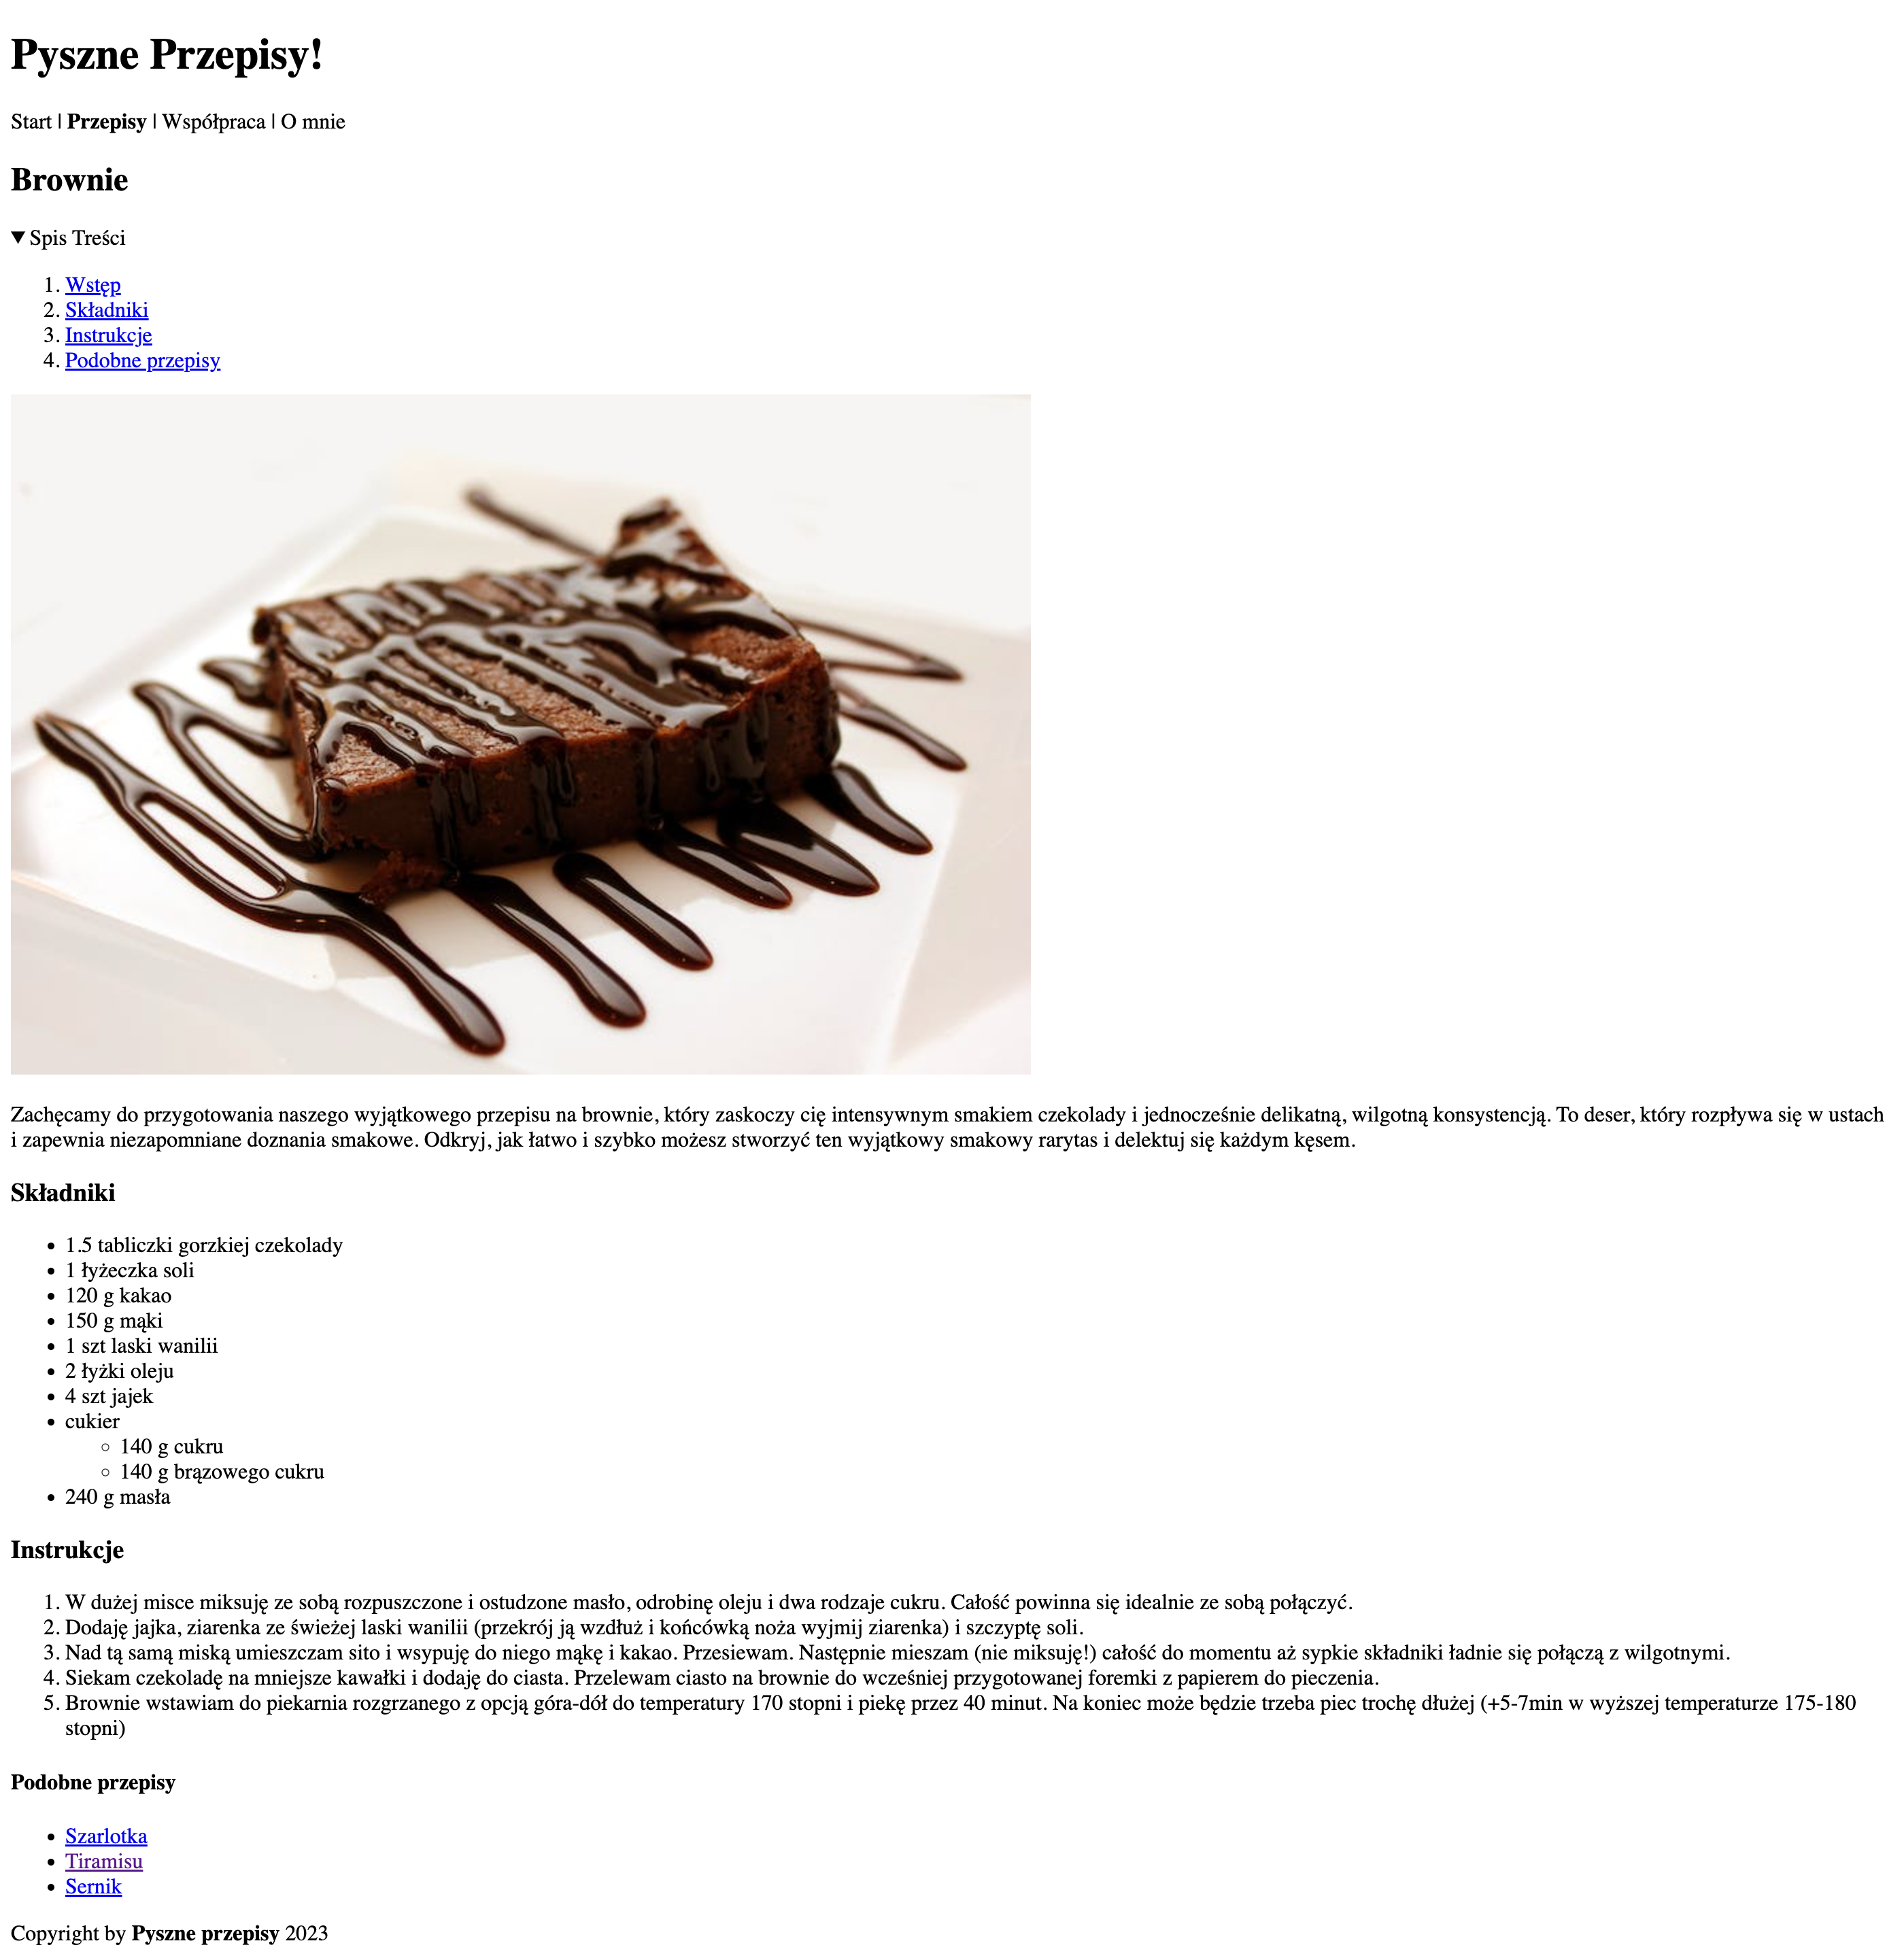 Pyszne Przepisy!
Start | Przepisy | Współpraca | O mnie
Brownie
▼ Spis Treści
1. Wstęp
2. Składniki
3. Instrukcje
4. Podobne przepisy
Zachęcamy do przygotowania naszego wyjątkowego przepisu na brownie, który zaskoczy cię intensywnym smakiem czekolady i jednocześnie delikatną, wilgotną konsystencją. To deser, który rozpływa się w ustach
i zapewnia niezapomniane doznania smakowe. Odkryj, jak łatwo i szybko możesz stworzyć ten wyjątkowy smakowy rarytas i delektuj się każdym kęsem.
Składniki
• 1.5 tabliczki gorzkiej czekolady
• 1 łyżeczka soli
• 120 g kakao
• 150 g mąki
• 1 szt laski wanilii
• 2 łyżki oleju
• 4 szt jajek
• cukier
◦ 140 g cukru
◦ 140 g brązowego cukru
• 240 g masła
Instrukcje
1. W dużej misce miksuję ze sobą rozpuszczone i ostudzone masło, odrobinę oleju i dwa rodzaje cukru. Całość powinna się idealnie ze sobą połączyć.
2. Dodaję jajka, ziarenka ze świeżej laski wanilii (przekrój ją wzdłuż i końcówką noża wyjmij ziarenka) i szczyptę soli.
3. Nad tą samą miską umieszczam sito i wsypuję do niego mąkę i kakao. Przesiewam. Następnie mieszam (nie miksuję!) całość do momentu aż sypkie składniki ładnie się połączą z wilgotnymi.
4. Siekam czekoladę na mniejsze kawałki i dodaję do ciasta. Przelewam ciasto na brownie do wcześniej przygotowanej foremki z papierem do pieczenia.
5. Brownie wstawiam do piekarnia rozgrzanego z opcją góra-dół do temperatury 170 stopni i piekę przez 40 minut. Na koniec może będzie trzeba piec trochę dłużej (+5-7min w wyższej temperaturze 175-180
stopni)
Podobne przepisy
• Szarlotka
• Tiramisu
• Sernik
Copyright by Pyszne przepisy 2023